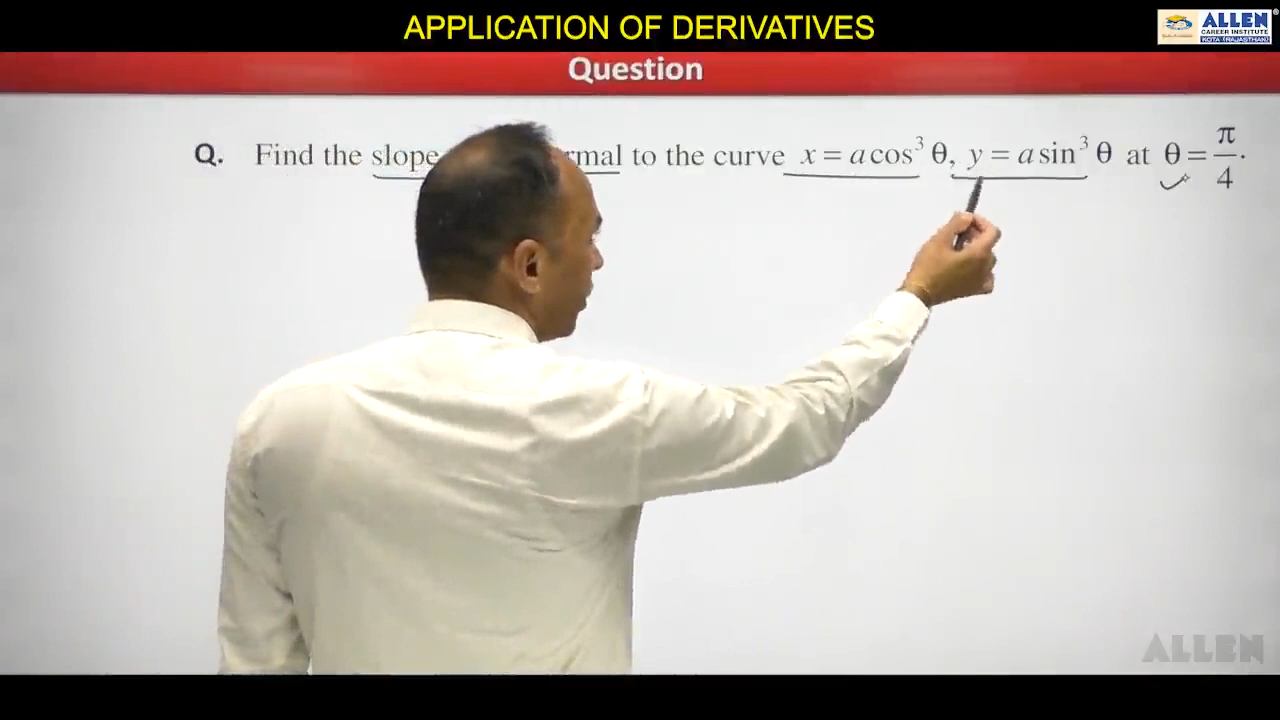 APPLICATION OF DERIVATIVES
ALLEN
CAREER INSTITUTE
KOTA (RAJASTHAN)
Question
Q. Find the slope rmal to the curve x = a cos³ θ, y = a sin³ θ at θ = π/4.
ALLEN